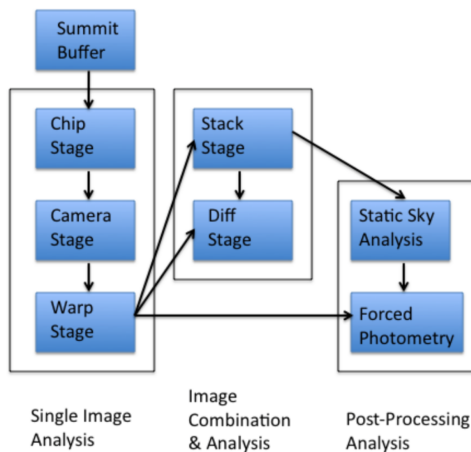 Summit
Buffer
Chip
Stage
Camera
Stage
Warp
Stage
Stack
Stage
Diff
Stage
Static Sky
Analysis
Forced
Photometry
Single Image
Analysis
Image
Combination
& Analysis
Post-Processing
Analysis